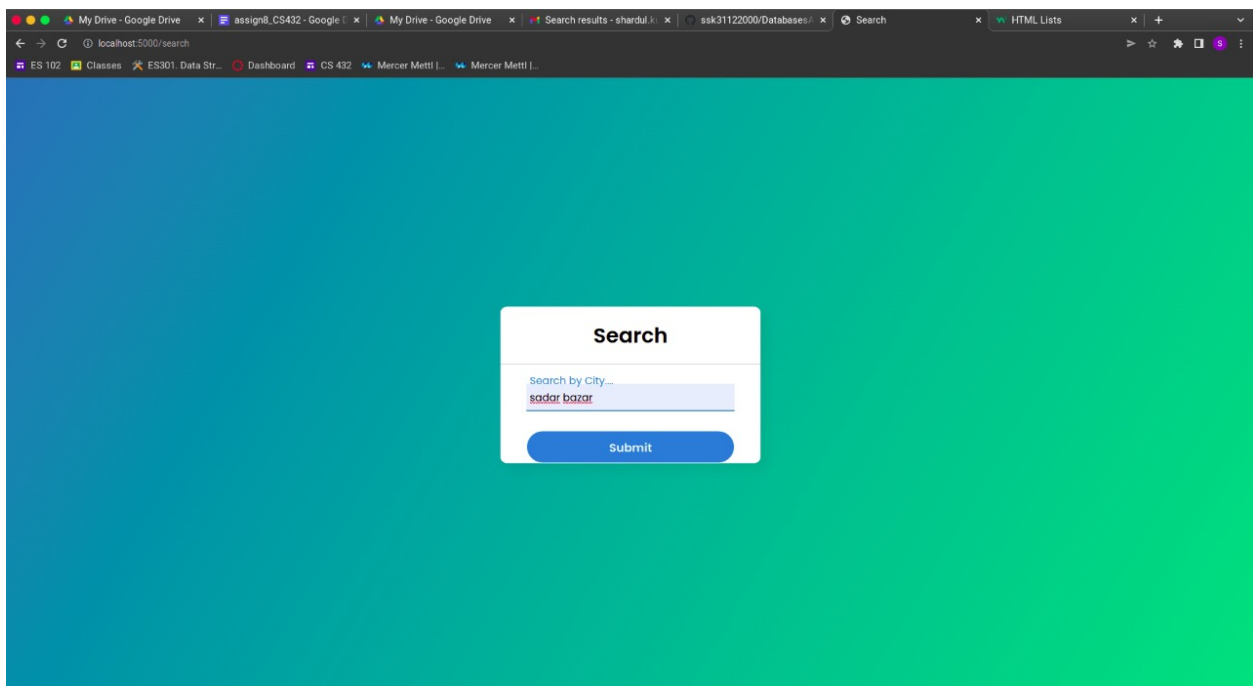 My Drive - Google Drive
assign8_CS432 - Google D
My Drive - Google Drive
Search results - shardul.k
ssk31122000/Databases/
Search
HTML Lists
localhost:5000/search
S
ES 102
Classes
ES301. Data Str...
Dashboard
CS 432
Mercer Mettl |...
Mercer Mettl |...
Search
Search by City....
sadar bazar
Submit